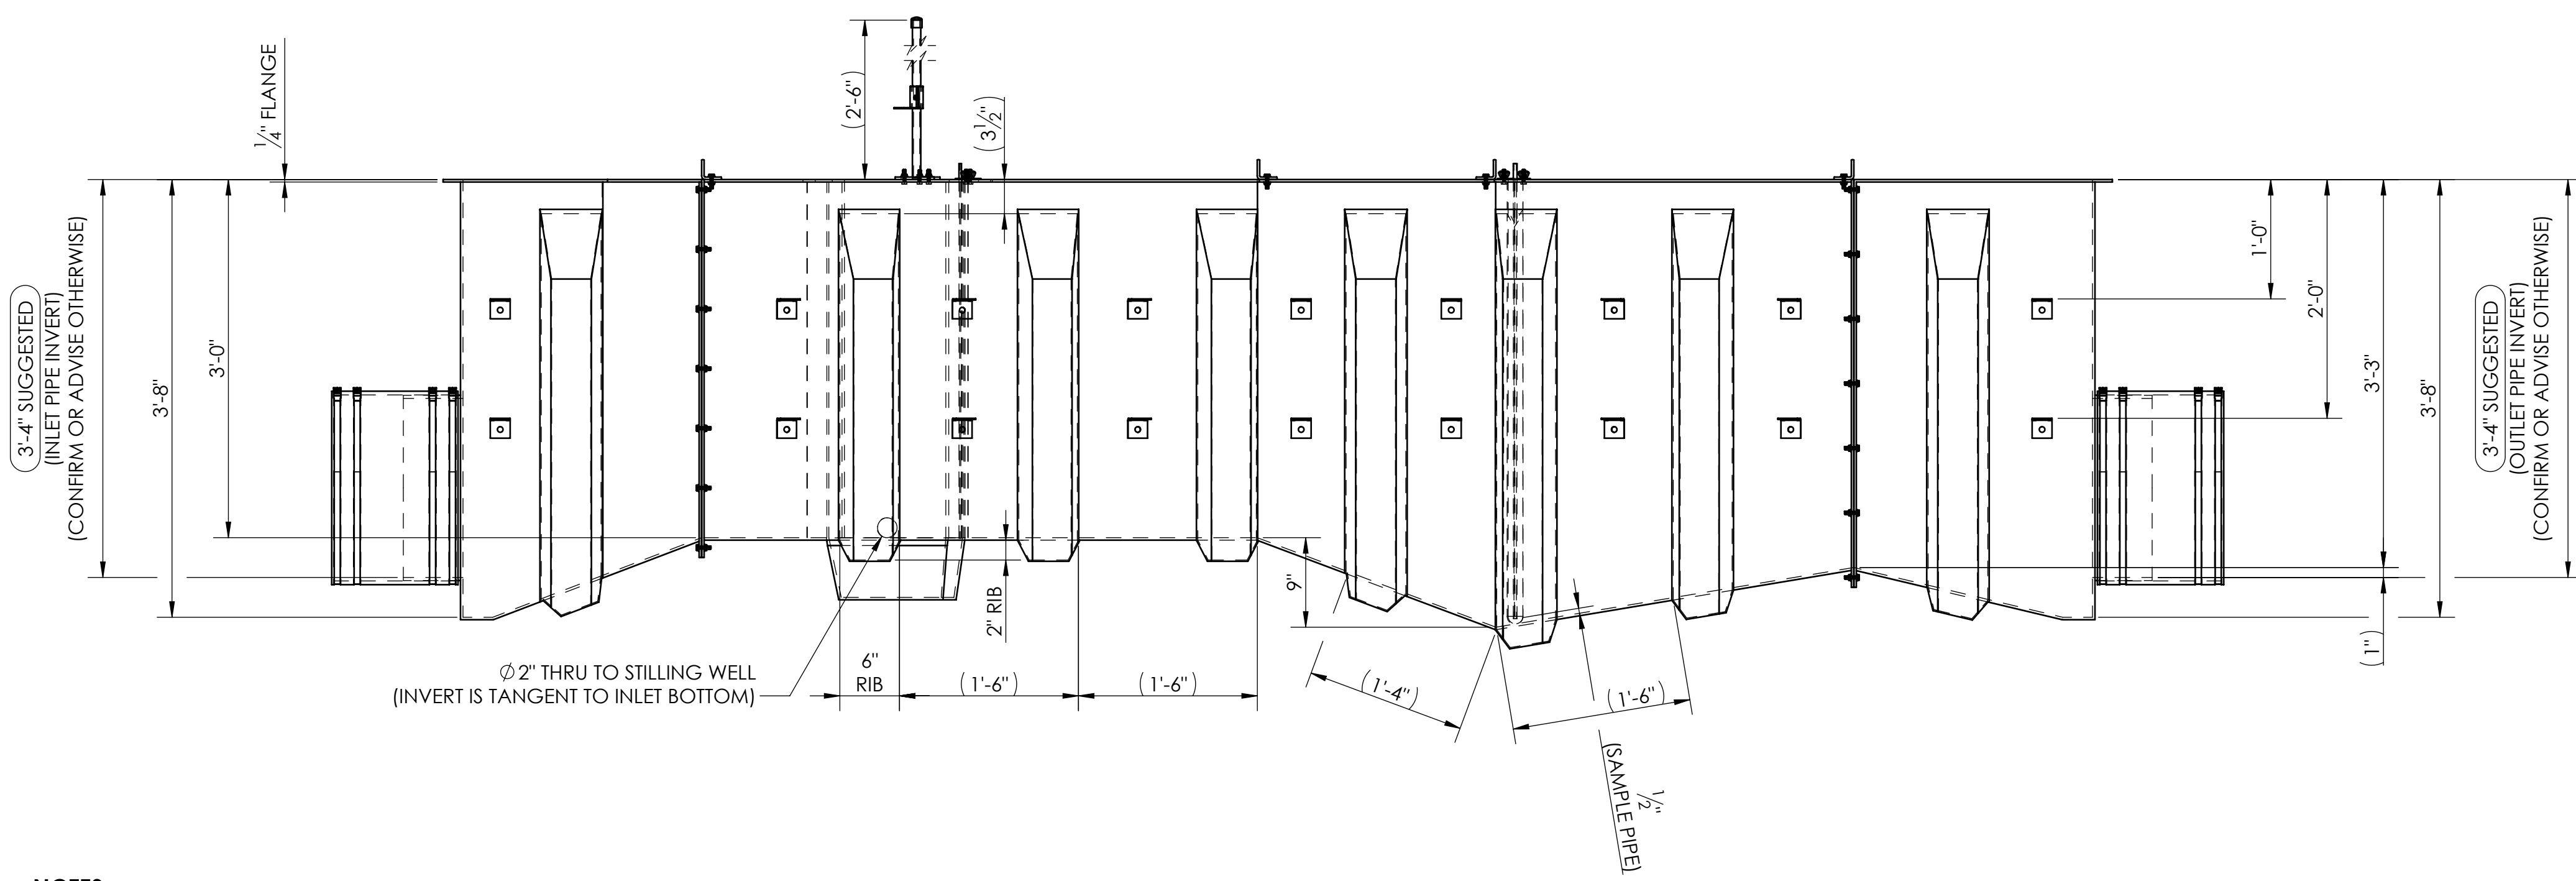 1/4" FLANGE
(2'-6")
(3 1/2")
3'-4" SUGGESTED
(INLET PIPE INVERT)
(CONFIRM OR ADVISE OTHERWISE)
3'-8"
3'-0"
1'-0"
2'-0"
3'-3"
3'-8"
3'-4" SUGGESTED
(OUTLET PIPE INVERT)
(CONFIRM OR ADVISE OTHERWISE)
(1")
9"
2" RIB
Ø 2" THRU TO STILLING WELL
(INVERT IS TANGENT TO INLET BOTTOM)
6"
RIB
(1'-6")
(1'-6")
(1'-4")
(1'-6")
1/2"
(SAMPLE PIPE)